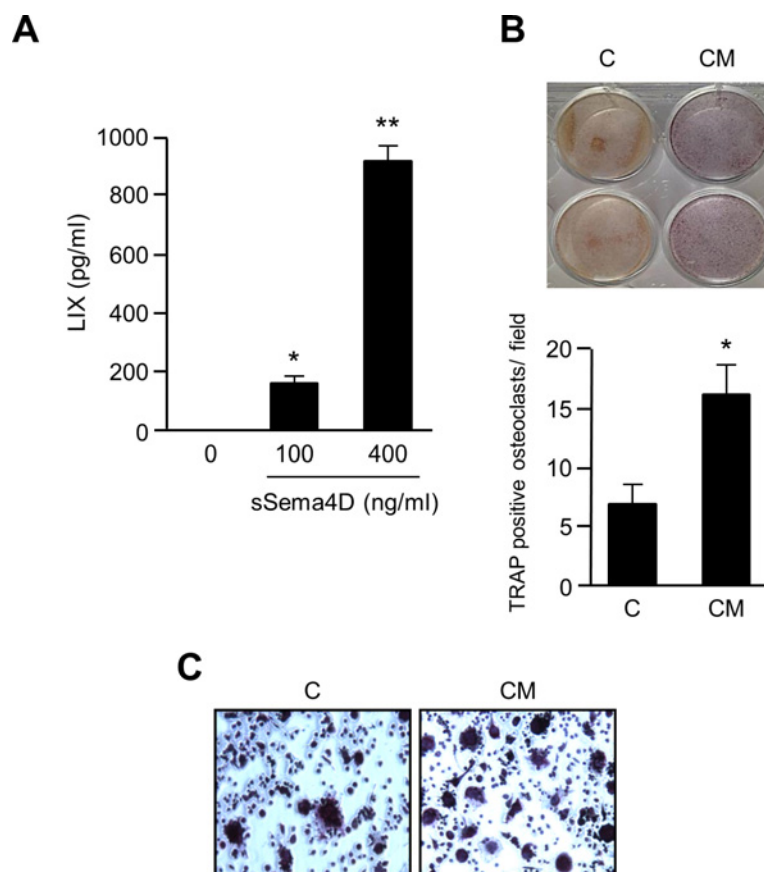 A
LIX (pg/ml)
1000
800
600
400
200
0
*
**
0 100 400
sSema4D (ng/ml)
B
C CM
TRAP positive osteoclasts/ field
20
15
10
5
0
*
C CM
C
C CM